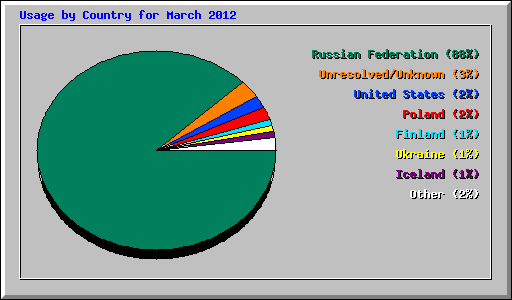 Usage by Country for March 2012
Russian Federation (88%)
Unresolved/Unknown (3%)
United States (2%)
Poland (2%)
Finland (1%)
Ukraine (1%)
Iceland (1%)
Other (2%)